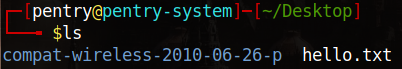 ┌─[pentry@pentry-system]─[~/Desktop]
└──╼ $ls
compat-wireless-2010-06-26-p  hello.txt